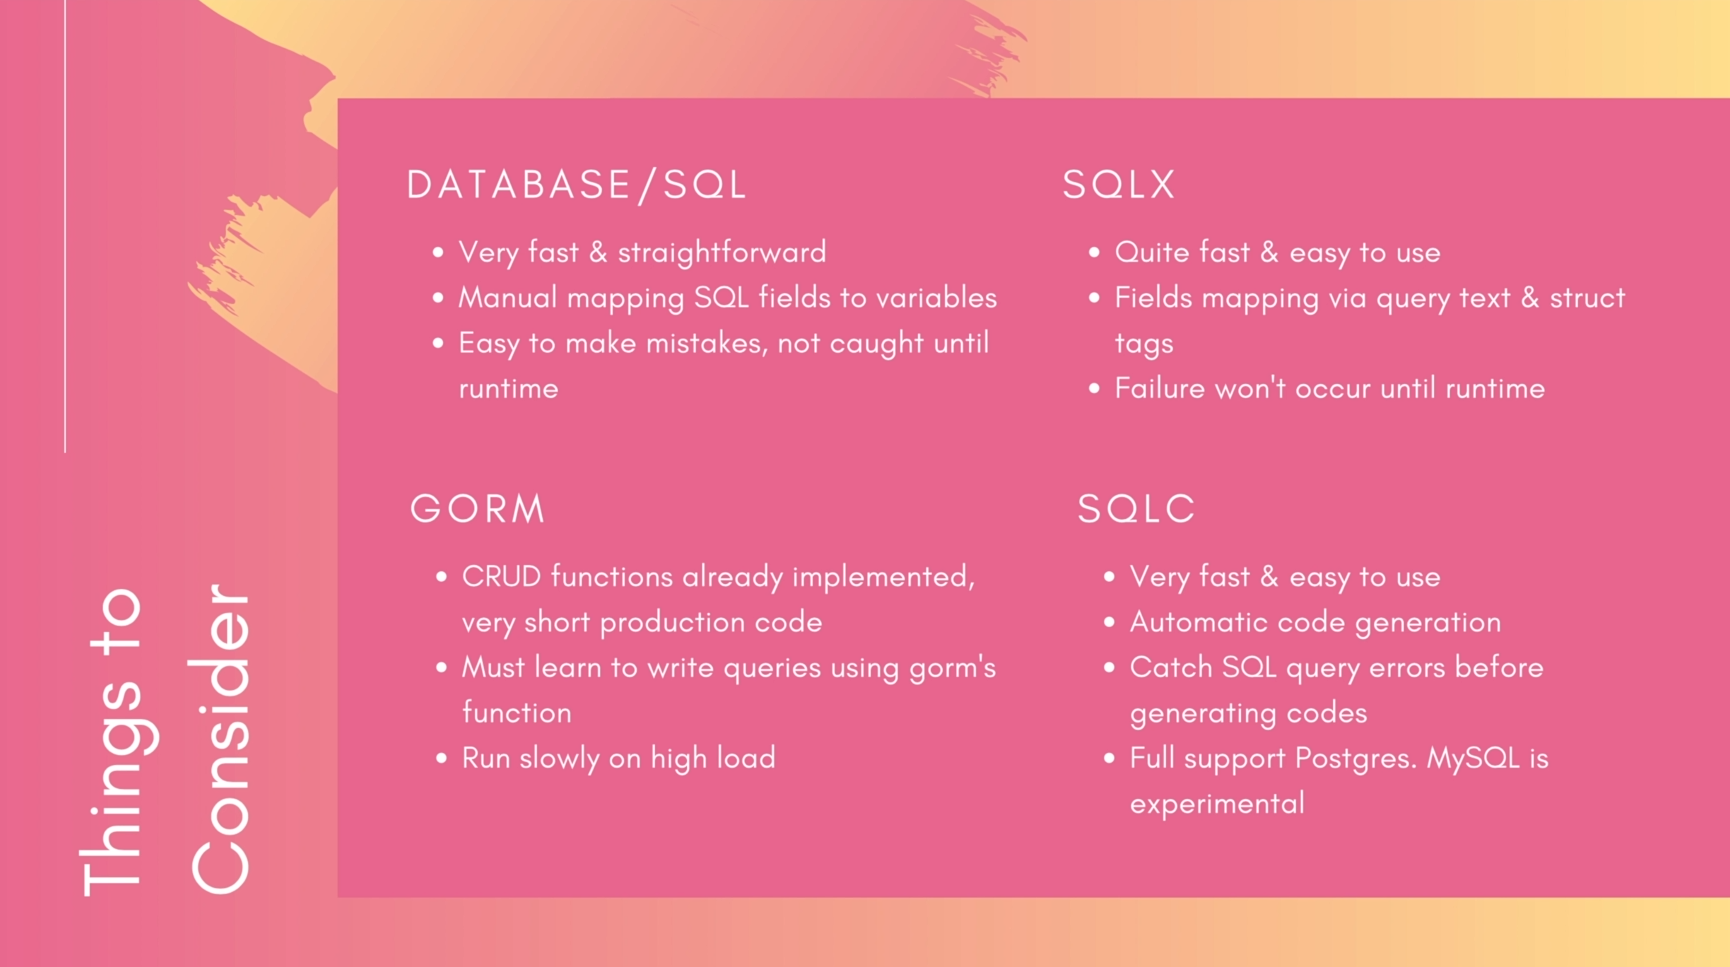 Things to
Consider
DATABASE/SQL
• Very fast & straightforward
• Manual mapping SQL fields to variables
• Easy to make mistakes, not caught until
runtime
SQLX
• Quite fast & easy to use
• Fields mapping via query text & struct
tags
• Failure won't occur until runtime
GORM
• CRUD functions already implemented,
very short production code
• Must learn to write queries using gorm's
function
• Run slowly on high load
SQLC
• Very fast & easy to use
• Automatic code generation
• Catch SQL query errors before
generating codes
• Full support Postgres. MySQL is
experimental